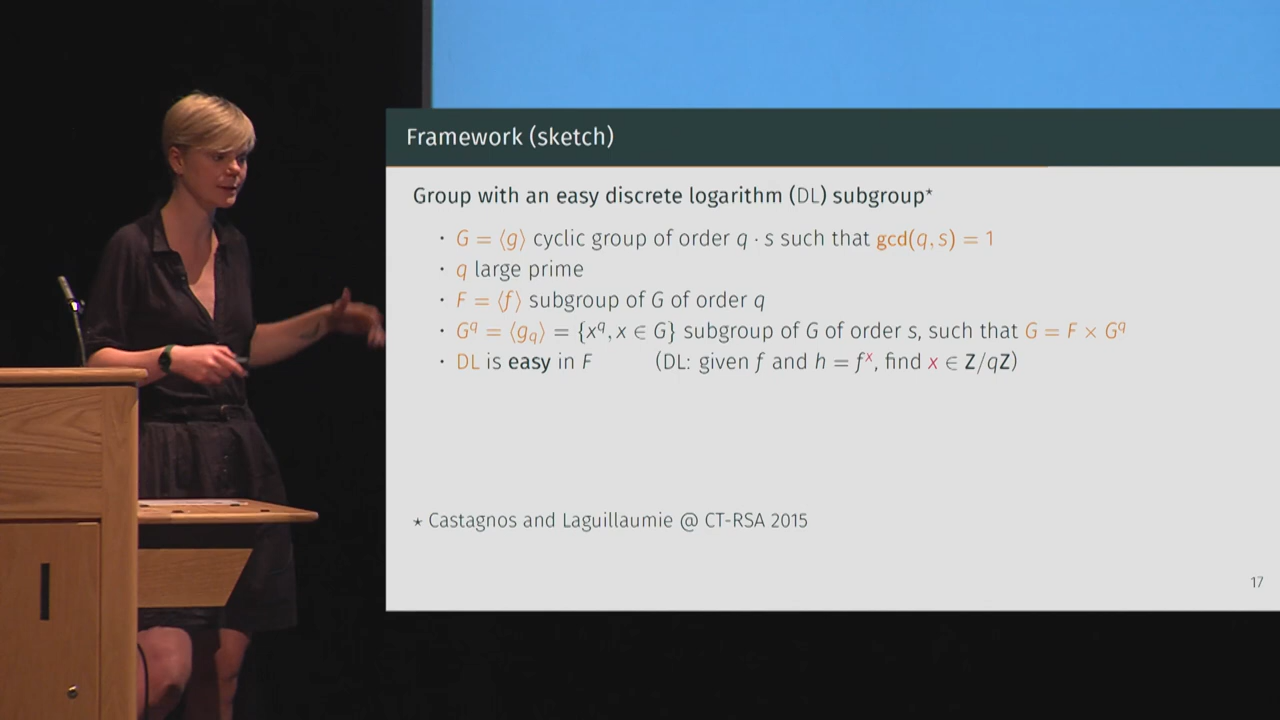 Framework (sketch)
Group with an easy discrete logarithm (DL) subgroup⋆
· G = ⟨g⟩ cyclic group of order q · s such that gcd(q, s) = 1
· q large prime
· F = ⟨f⟩ subgroup of G of order q
· G^q = ⟨g_q⟩ = {x^q, x ∈ G} subgroup of G of order s, such that G = F × G^q
· DL is easy in F (DL: given f and h = f^x, find x ∈ Z/qZ)
⋆ Castagnos and Laguillaumie @ CT-RSA 2015
17